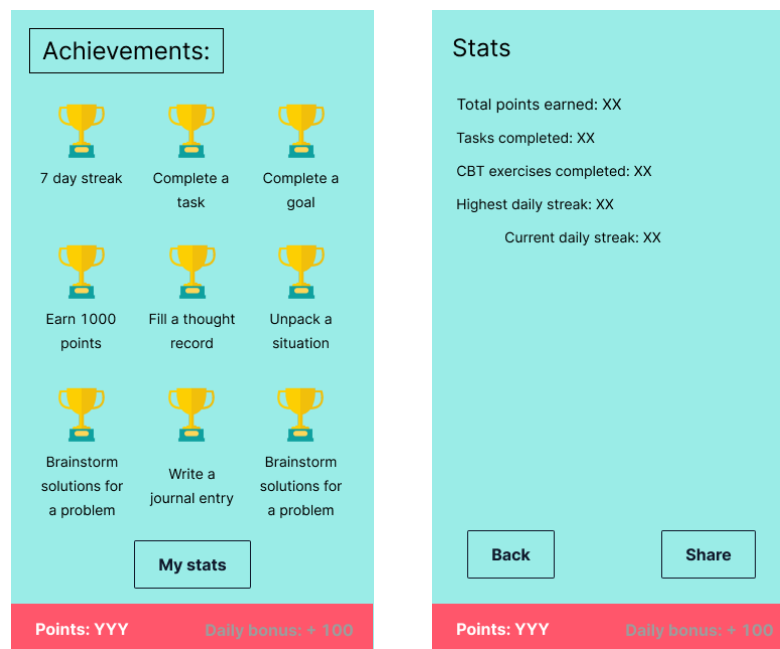 Achievements:
7 day streak
Complete a
task
Complete a
goal
Earn 1000
points
Fill a thought
record
Unpack a
situation
Brainstorm
solutions for
a problem
Write a
journal entry
Brainstorm
solutions for
a problem
My stats
Points: YYY
Daily bonus: + 100
Stats
Total points earned: XX
Tasks completed: XX
CBT exercises completed: XX
Highest daily streak: XX
Current daily streak: XX
Back
Share
Points: YYY
Daily bonus: + 100